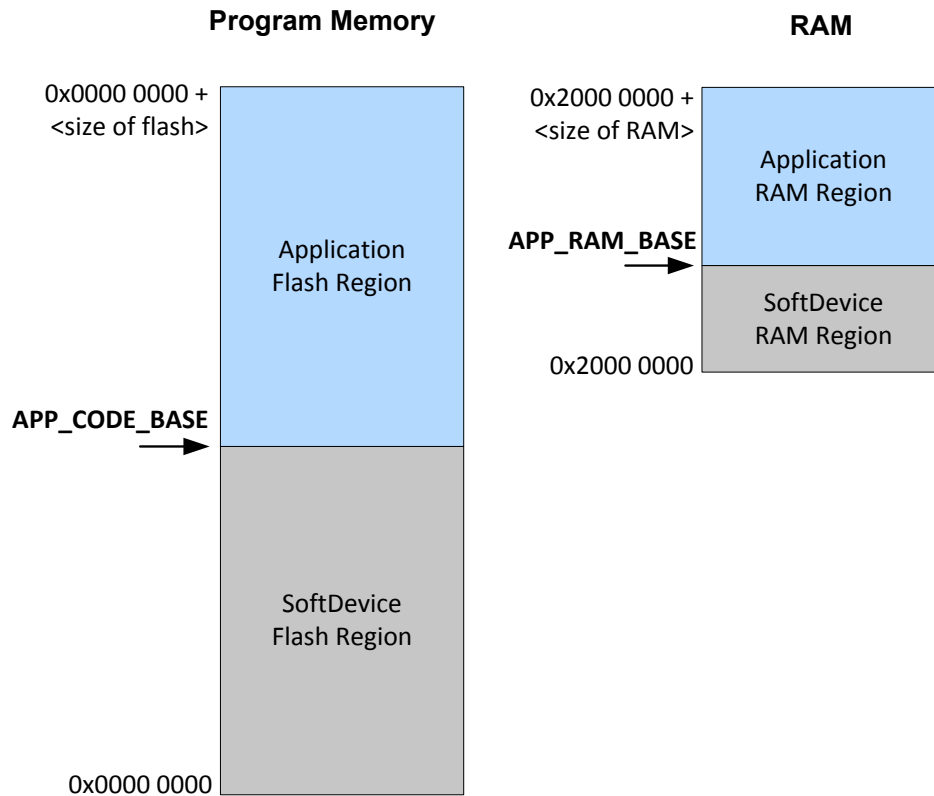 Program Memory
0x0000 0000 +
<size of flash>
Application
Flash Region
APP_CODE_BASE
SoftDevice
Flash Region
0x0000 0000
RAM
0x2000 0000 +
<size of RAM>
Application
RAM Region
APP_RAM_BASE
SoftDevice
RAM Region
0x2000 0000